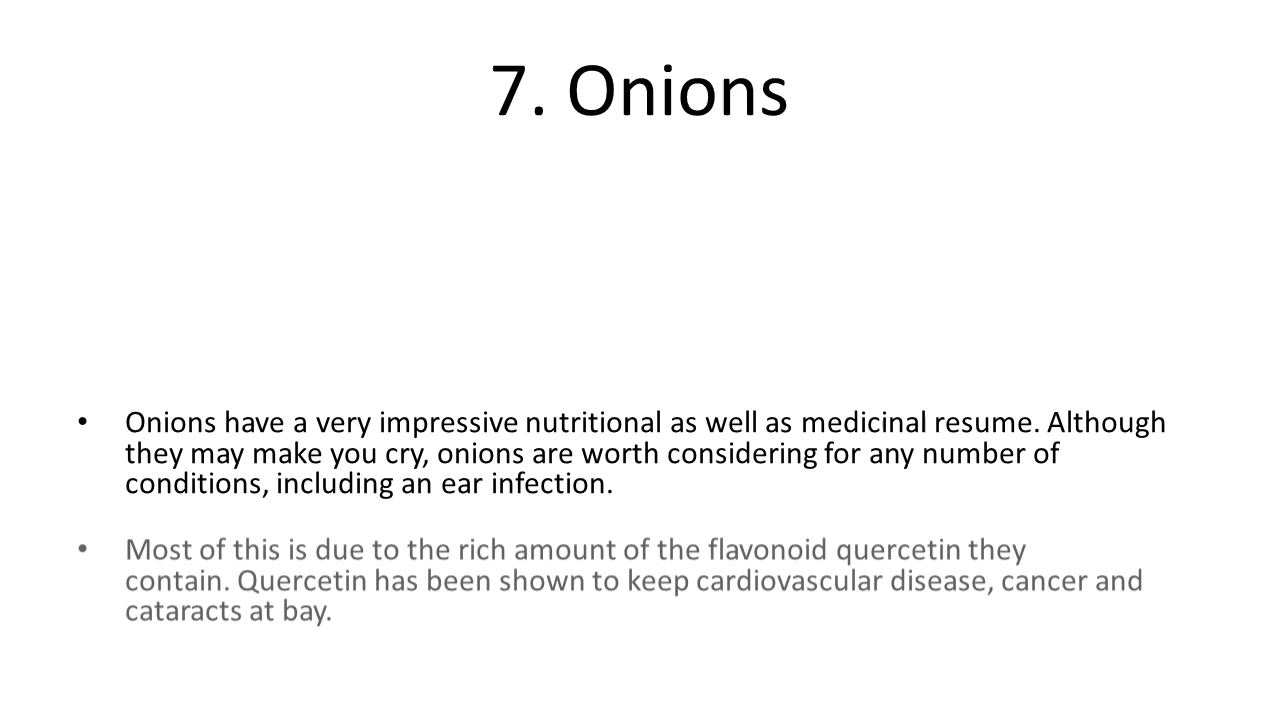 7. Onions
• Onions have a very impressive nutritional as well as medicinal resume. Although
they may make you cry, onions are worth considering for any number of
conditions, including an ear infection.
• Most of this is due to the rich amount of the flavonoid quercetin they
contain. Quercetin has been shown to keep cardiovascular disease, cancer and
cataracts at bay.